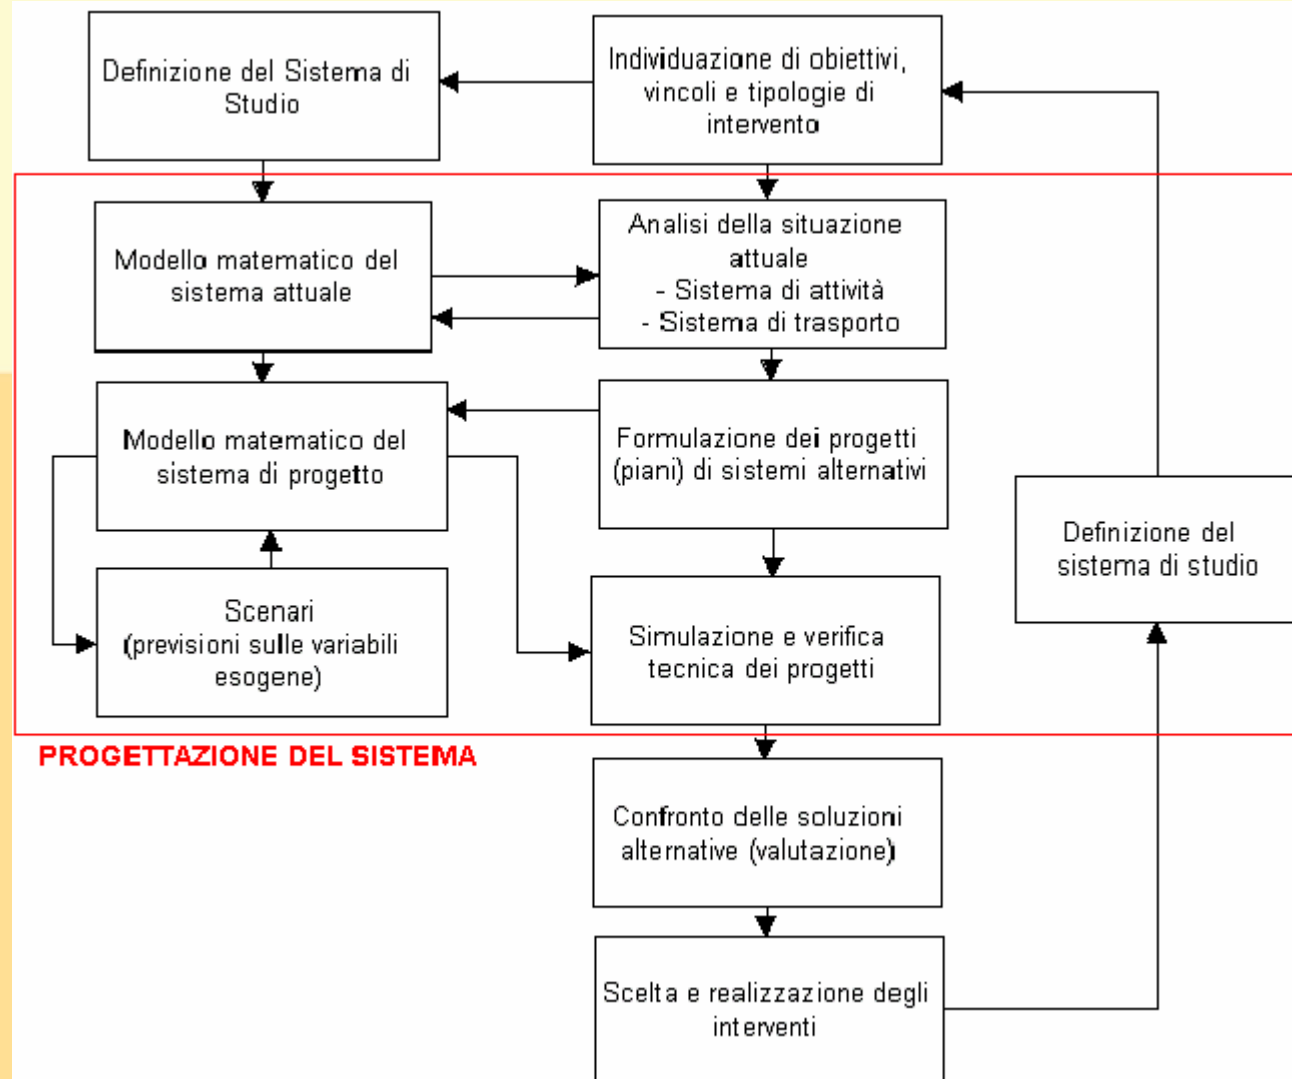 Definizione del Sistema di
Studio
Individuazione di obiettivi,
vincoli e tipologie di
intervento
Modello matematico del
sistema attuale
Analisi della situazione
attuale
- Sistema di attività
- Sistema di trasporto
Modello matematico del
sistema di progetto
Formulazione dei progetti
(piani) di sistemi alternativi
Definizione del
sistema di studio
Scenari
(previsioni sulle variabili
esogene)
Simulazione e verifica
tecnica dei progetti
PROGETTAZIONE DEL SISTEMA
Confronto delle soluzioni
alternative (valutazione)
Scelta e realizzazione degli
interventi